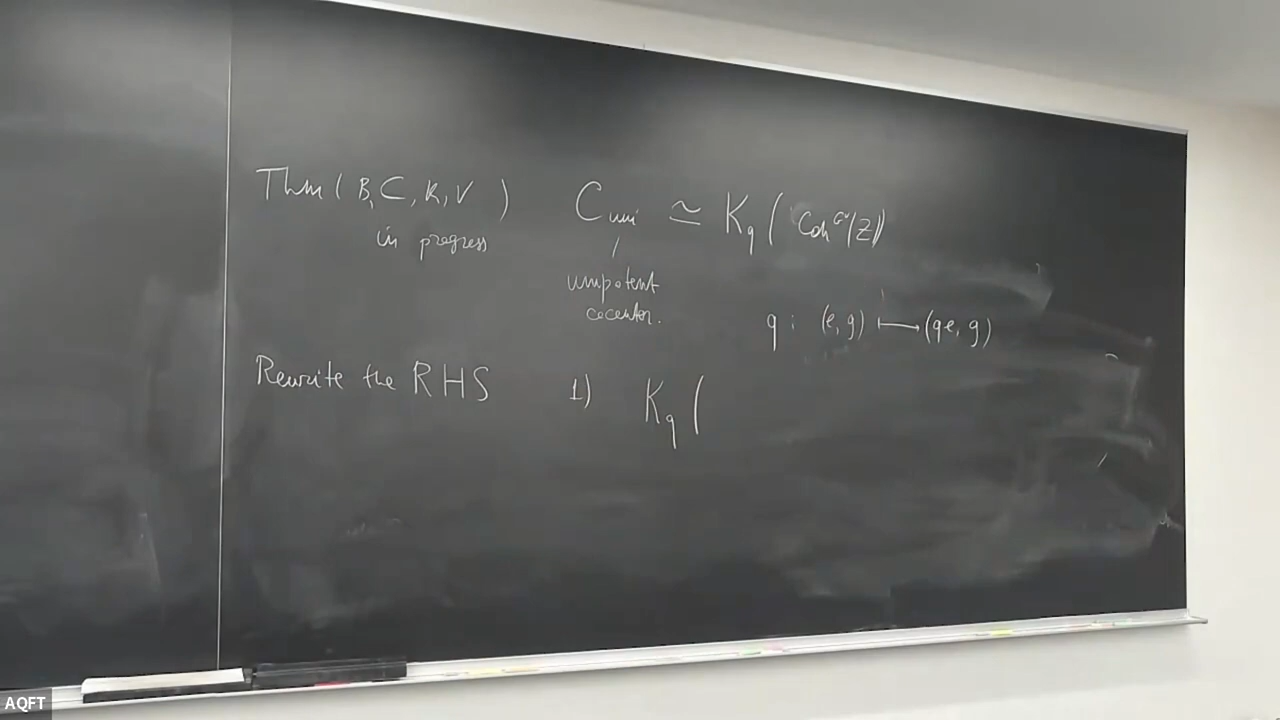 Thm (B, C, K, V) C_uni ≃ K_q ( Coh^{G^∨}(Z))
in progress
unipotent
cocenter.
q : (e, g) ⟼ (qe, g)
Rewrite the RHS 1) K_q (
AQFT